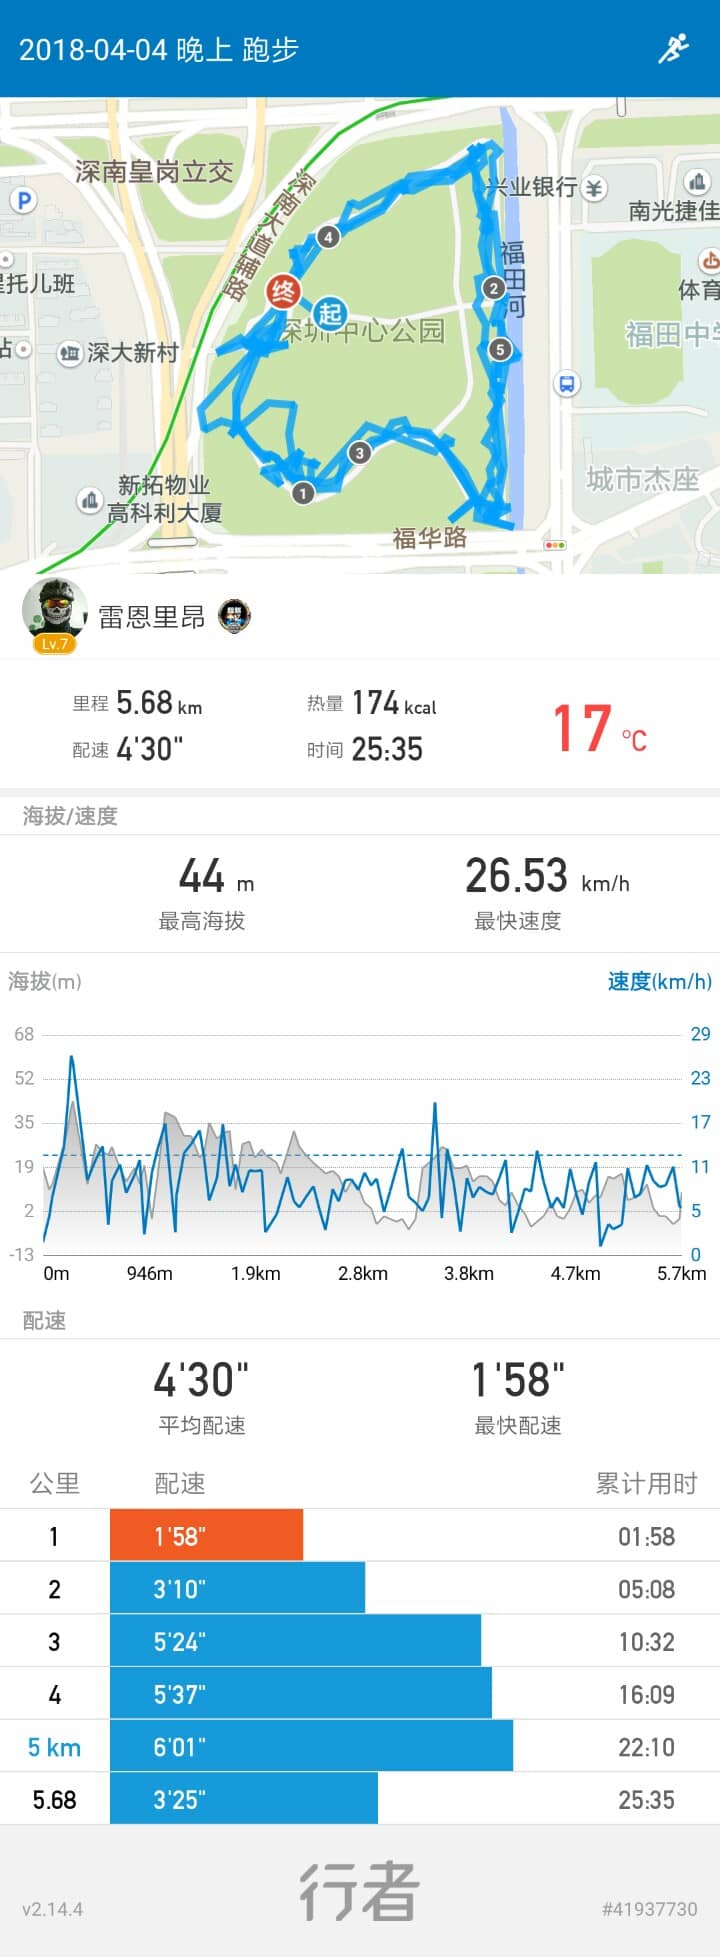 2018-04-04 晚上 跑步
深南皇岗立交
深南大道辅路
P
兴业银行
¥
南光捷佳
4
福田河
2
体育
终
起
深圳中心公园
福田中学
托儿班
站
深大新村
5
3
1
新拓物业
高科利大厦
城市杰座
福华路
雷恩里昂
Lv.7
里程 5.68 km 热量 174 kcal 17 °C
配速 4'30" 时间 25:35
海拔/速度
44 m 26.53 km/h
最高海拔 最快速度
海拔(m) 速度(km/h)
68 29
52 23
35 17
19 11
2 5
-13 0
0m 946m 1.9km 2.8km 3.8km 4.7km 5.7km
配速
4'30" 1'58"
平均配速 最快配速
公里 配速 累计用时
1 1'58" 01:58
2 3'10" 05:08
3 5'24" 10:32
4 5'37" 16:09
5 km 6'01" 22:10
5.68 3'25" 25:35
行者
v2.14.4 #41937730